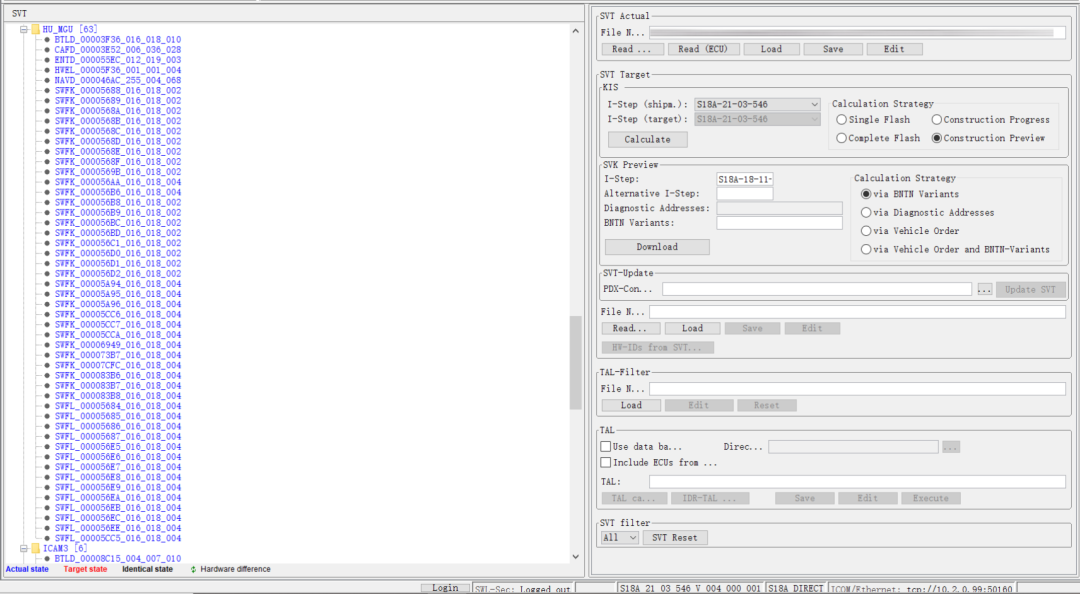 SVT
HU_MGU [63]
BTLD_00003F36_016_018_010
CAFD_00003E52_006_036_028
ENTD_000055EC_012_019_003
HWEL_00005F36_001_001_004
NAVD_000046AC_255_004_068
SWFK_00005688_016_018_002
SWFK_00005689_016_018_002
SWFK_0000568A_016_018_002
SWFK_0000568B_016_018_002
SWFK_0000568C_016_018_002
SWFK_0000568D_016_018_002
SWFK_0000568E_016_018_002
SWFK_0000568F_016_018_002
SWFK_0000569B_016_018_002
SWFK_000056AA_016_018_004
SWFK_000056B6_016_018_004
SWFK_000056B8_016_018_002
SWFK_000056B9_016_018_002
SWFK_000056BC_016_018_002
SWFK_000056BD_016_018_002
SWFK_000056C1_016_018_002
SWFK_000056D0_016_018_002
SWFK_000056D1_016_018_002
SWFK_000056D2_016_018_002
SWFK_00005A94_016_018_004
SWFK_00005A95_016_018_004
SWFK_00005A96_016_018_004
SWFK_00005CC6_016_018_004
SWFK_00005CC7_016_018_004
SWFK_00005CCA_016_018_004
SWFK_00006949_016_018_004
SWFK_000073B7_016_018_004
SWFK_00007CFC_016_018_004
SWFK_000083B6_016_018_004
SWFK_000083B7_016_018_004
SWFK_000083B8_016_018_004
SWFL_00005684_016_018_004
SWFL_00005685_016_018_004
SWFL_00005686_016_018_004
SWFL_00005687_016_018_004
SWFL_000056E5_016_018_004
SWFL_000056E6_016_018_004
SWFL_000056E7_016_018_004
SWFL_000056E8_016_018_004
SWFL_000056E9_016_018_004
SWFL_000056EA_016_018_004
SWFL_000056EB_016_018_004
SWFL_000056EC_016_018_004
SWFL_000056EE_016_018_004
SWFL_00005CC5_016_018_004
ICAM3 [6]
BTLD_00008C15_004_007_010
Actual state Target state Identical state Hardware difference
SVT Actual
File N...
Read ... Read (ECU) Load Save Edit
SVT Target
KIS
I-Step (shipm.): S18A-21-03-546
I-Step (target): S18A-21-03-546
Calculate
Calculation Strategy
Single Flash Construction Progress
Complete Flash Construction Preview
SVK Preview
I-Step: S18A-18-11-
Alternative I-Step:
Diagnostic Addresses:
BNTN Variants:
Download
Calculation Strategy
via BNTN Variants
via Diagnostic Addresses
via Vehicle Order
via Vehicle Order and BNTN-Variants
SVT-Update
PDX-Con... ... Update SVT
File N...
Read... Load Save Edit
HW-IDs from SVT...
TAL-Filter
File N...
Load Edit Reset
TAL
Use data ba... Direc... ...
Include ECUs from ...
TAL:
TAL ca... IDR-TAL ... Save Edit Execute
SVT filter
All SVT Reset
Login SWL-Sec: Logged out S18A_21_03_546_V_004_000_001 S18A_DIRECT ICOM/Ethernet: tcp://10.2.0.99:50160